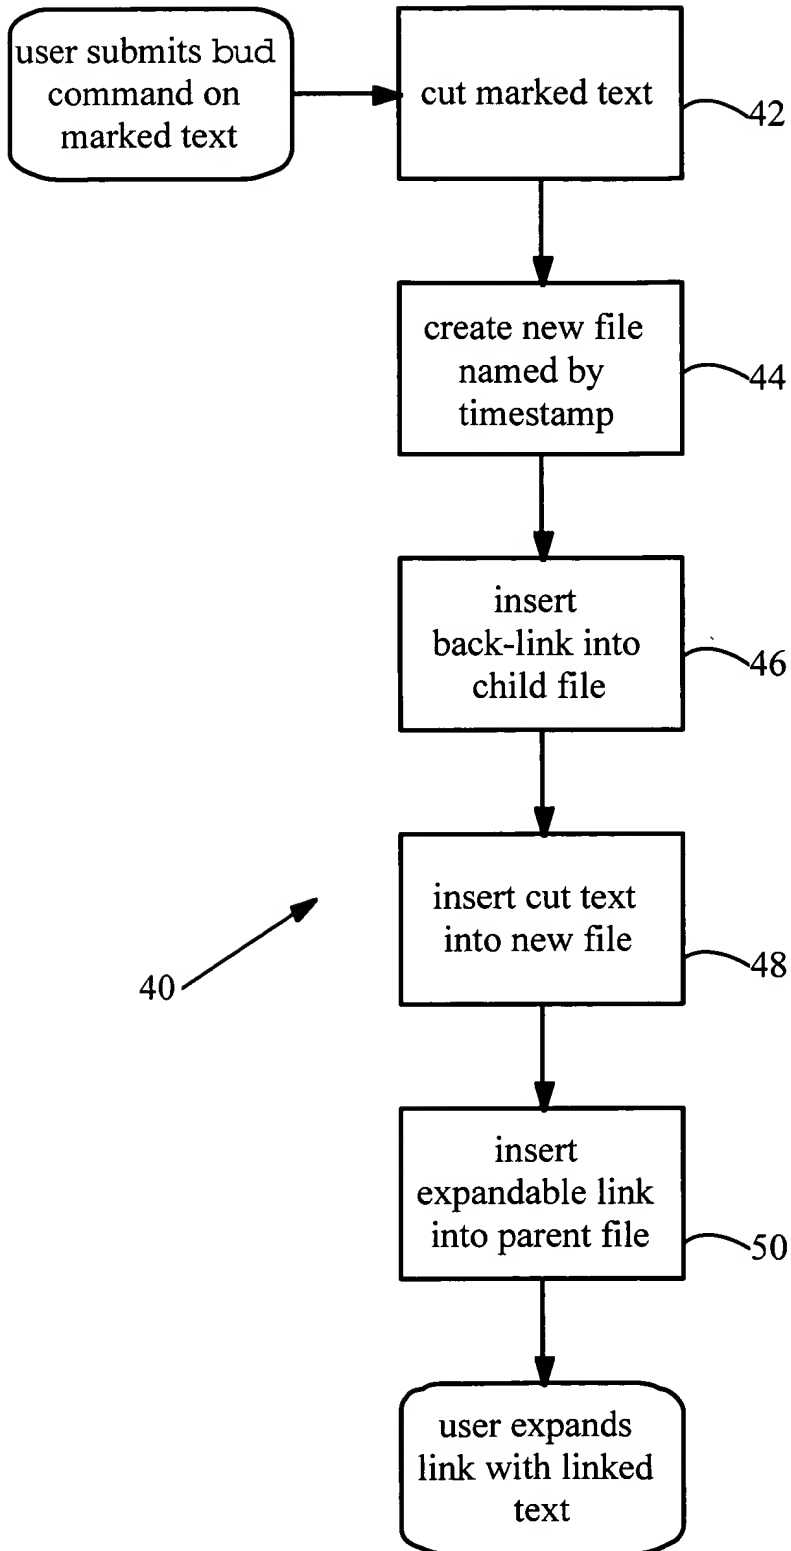 user submits bud
command on
marked text
cut marked text
42
create new file
named by
timestamp
44
insert
back-link into
child file
46
insert cut text
into new file
48
40
insert
expandable link
into parent file
50
user expands
link with linked
text